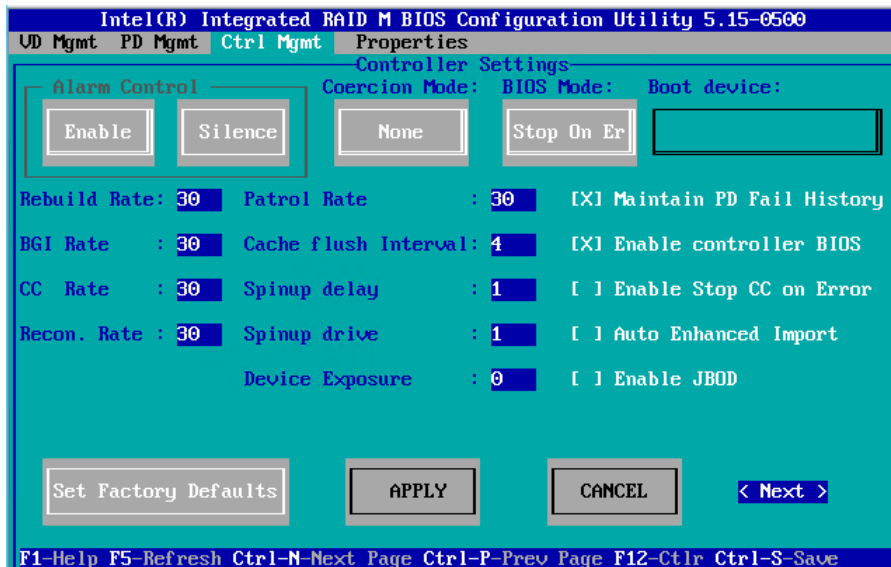 Intel(R) Integrated RAID M BIOS Configuration Utility 5.15-0500
VD Mgmt PD Mgmt Ctrl Mgmt Properties
Controller Settings
Alarm Control Coercion Mode: BIOS Mode: Boot device:
Enable Silence None Stop On Er
Rebuild Rate: 30 Patrol Rate : 30 [X] Maintain PD Fail History
BGI Rate : 30 Cache flush Interval: 4 [X] Enable controller BIOS
CC Rate : 30 Spinup delay : 1 [ ] Enable Stop CC on Error
Recon. Rate : 30 Spinup drive : 1 [ ] Auto Enhanced Import
Device Exposure : 0 [ ] Enable JBOD
Set Factory Defaults APPLY CANCEL < Next >
F1-Help F5-Refresh Ctrl-N-Next Page Ctrl-P-Prev Page F12-Ctlr Ctrl-S-Save